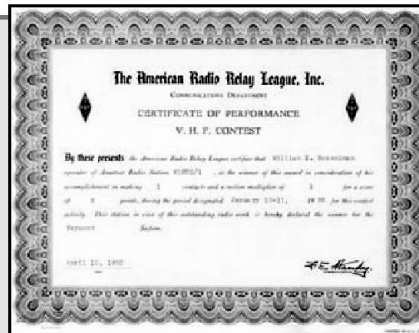 The American Radio Relay League, Inc.
COMMUNICATIONS DEPARTMENT
CERTIFICATE OF PERFORMANCE
V. H. F. CONTEST
By these presents the American Radio Relay League certifies that William E.
operator of Amateur Radio Station , is the winner of this award in consideration of his
accomplishment in making 1 contacts and a section multiplier of 1 for a score
of points, during the period designated January 10-11, 19 for this contest
activity. This station in view of this outstanding radio work is hereby declared the winner for the
Vermont Section.
April 10,